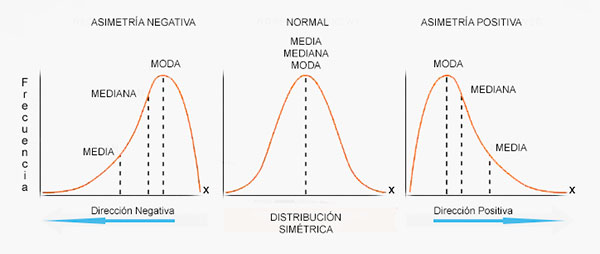 ASIMETRÍA NEGATIVA
NORMAL
ASIMETRÍA POSITIVA
Frecuencia
MODA
MEDIANA
MEDIA
X
MEDIA
MEDIANA
MODA
X
MODA
MEDIANA
MEDIA
X
Dirección Negativa
DISTRIBUCIÓN
SIMÉTRICA
Dirección Positiva